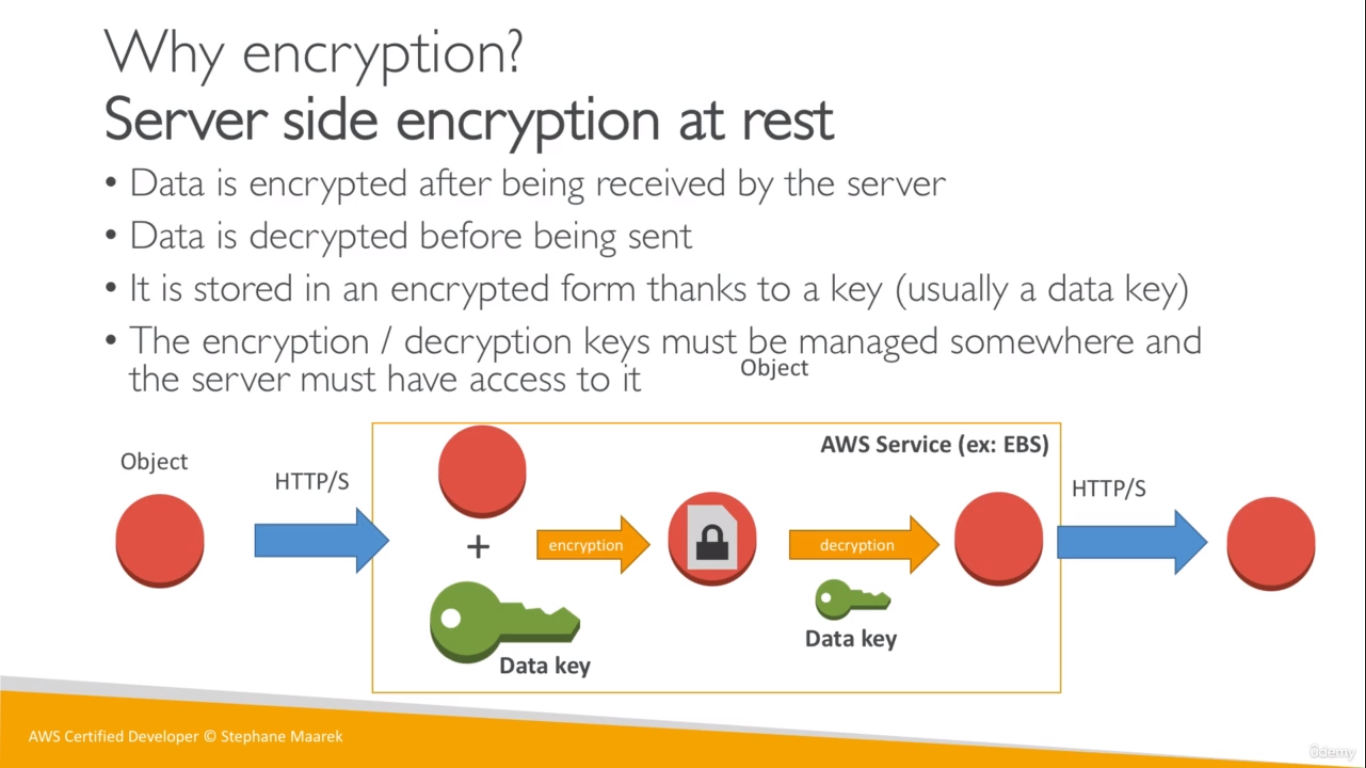 Why encryption?
Server side encryption at rest
• Data is encrypted after being received by the server
• Data is decrypted before being sent
• It is stored in an encrypted form thanks to a key (usually a data key)
• The encryption / decryption keys must be managed somewhere and
the server must have access to it
Object
AWS Service (ex: EBS)
Object
HTTP/S
HTTP/S
+
encryption
decryption
Data key
Data key
AWS Certified Developer © Stephane Maarek
ûdemy